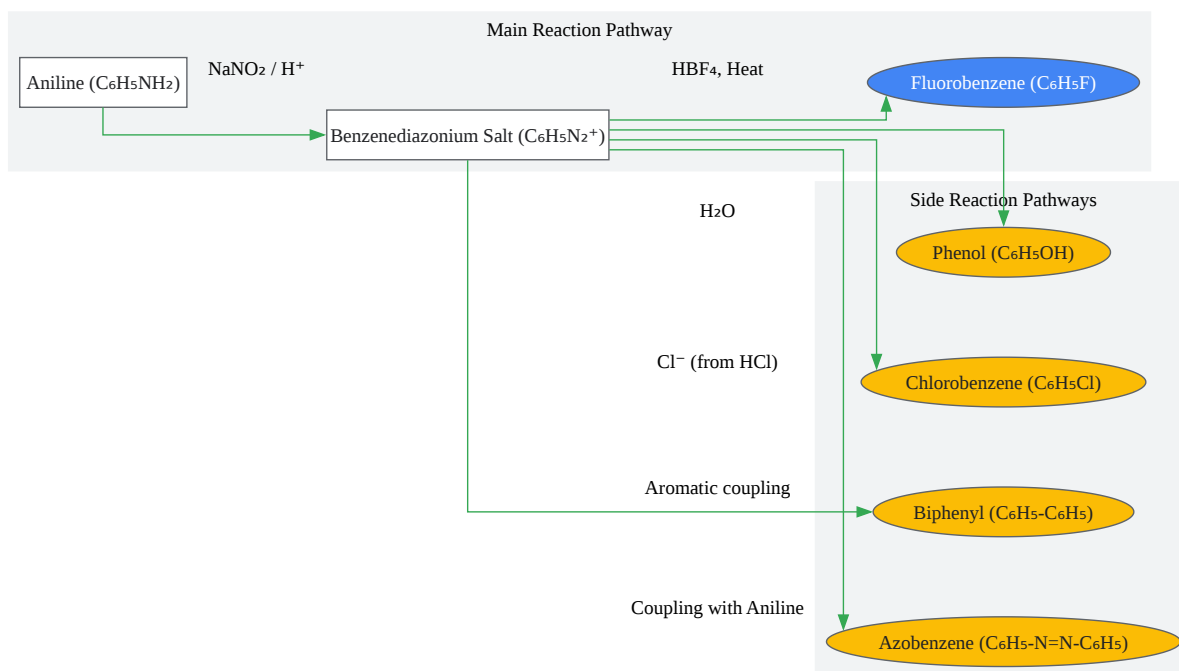 Main Reaction Pathway
Aniline (C₆H₅NH₂)
NaNO₂ / H⁺
HBF₄, Heat
Fluorobenzene (C₆H₅F)
Benzenediazonium Salt (C₆H₅N₂⁺)
Side Reaction Pathways
H₂O
Phenol (C₆H₅OH)
Cl⁻ (from HCl)
Chlorobenzene (C₆H₅Cl)
Aromatic coupling
Biphenyl (C₆H₅-C₆H₅)
Coupling with Aniline
Azobenzene (C₆H₅-N=N-C₆H₅)